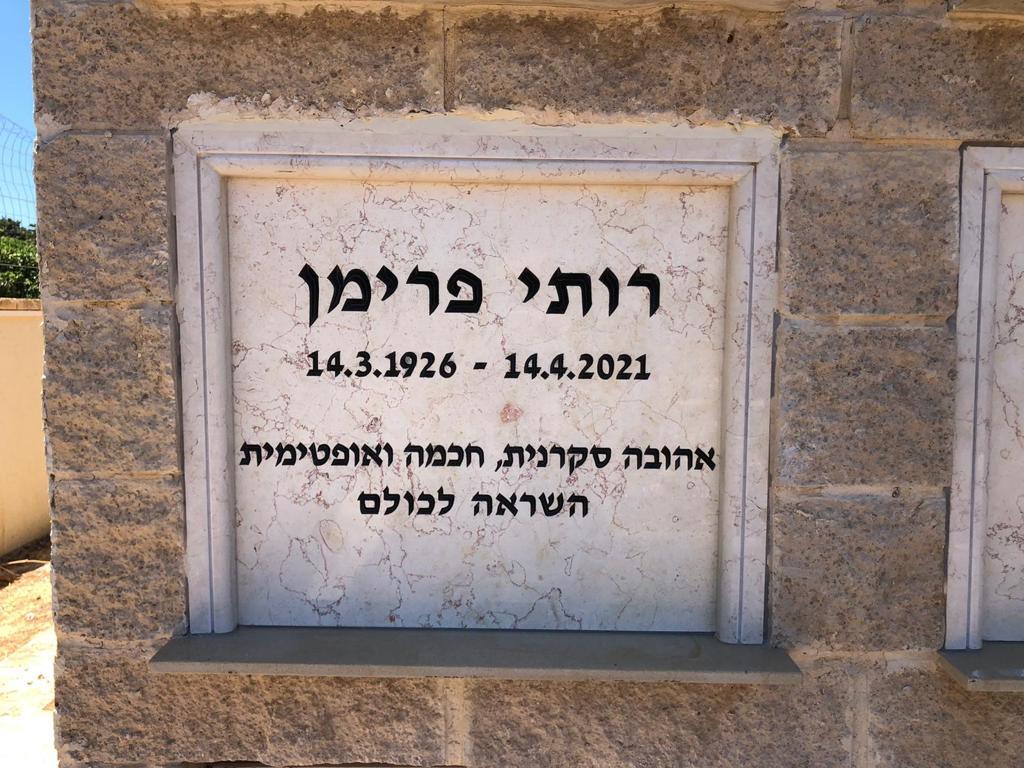 רותי פרימן
14.3.1926 - 14.4.2021
אהובה סקרנית, חכמה ואופטימית
השראה לכולם